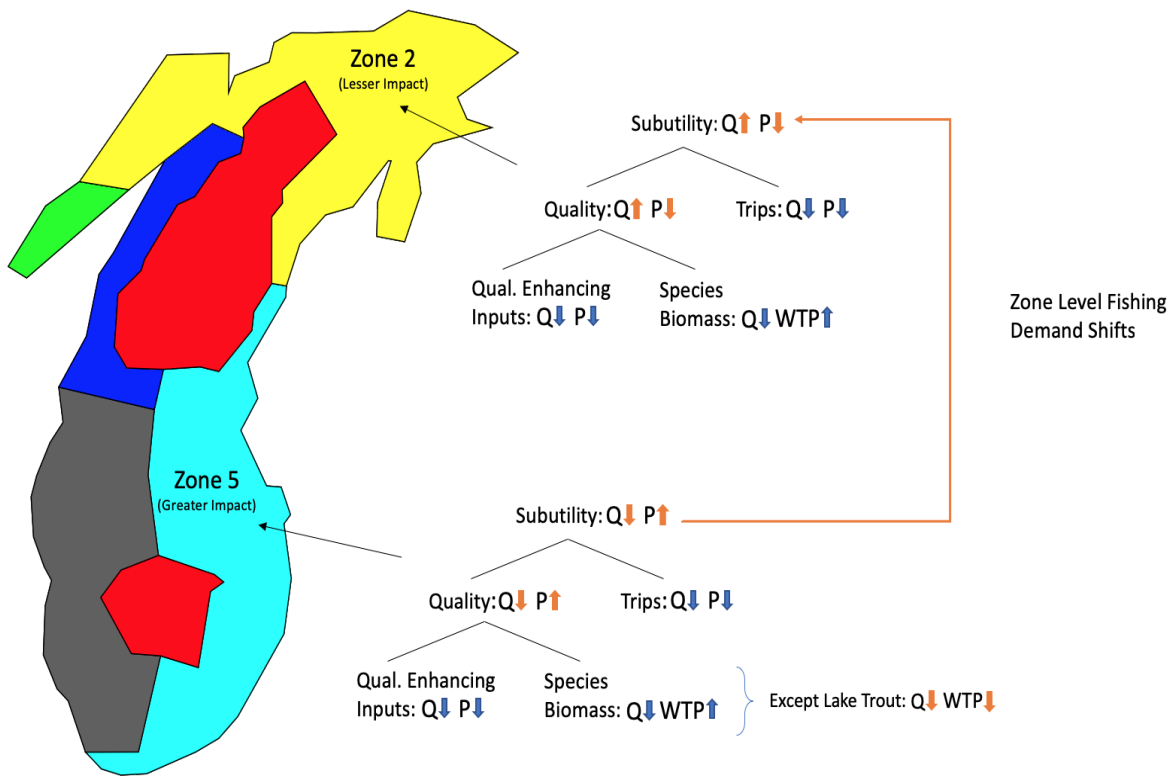 Zone 2
(Lesser Impact)
Subutility: Q⬆ P⬇
Quality: Q⬆ P⬇
Trips: Q⬇ P⬇
Qual. Enhancing
Inputs: Q⬇ P⬇
Species
Biomass: Q⬇ WTP⬆
Zone Level Fishing
Demand Shifts
Zone 5
(Greater Impact)
Subutility: Q⬇ P⬆
Quality: Q⬇ P⬆
Trips: Q⬇ P⬇
Qual. Enhancing
Inputs: Q⬇ P⬇
Species
Biomass: Q⬇ WTP⬆
Except Lake Trout: Q⬇ WTP⬇